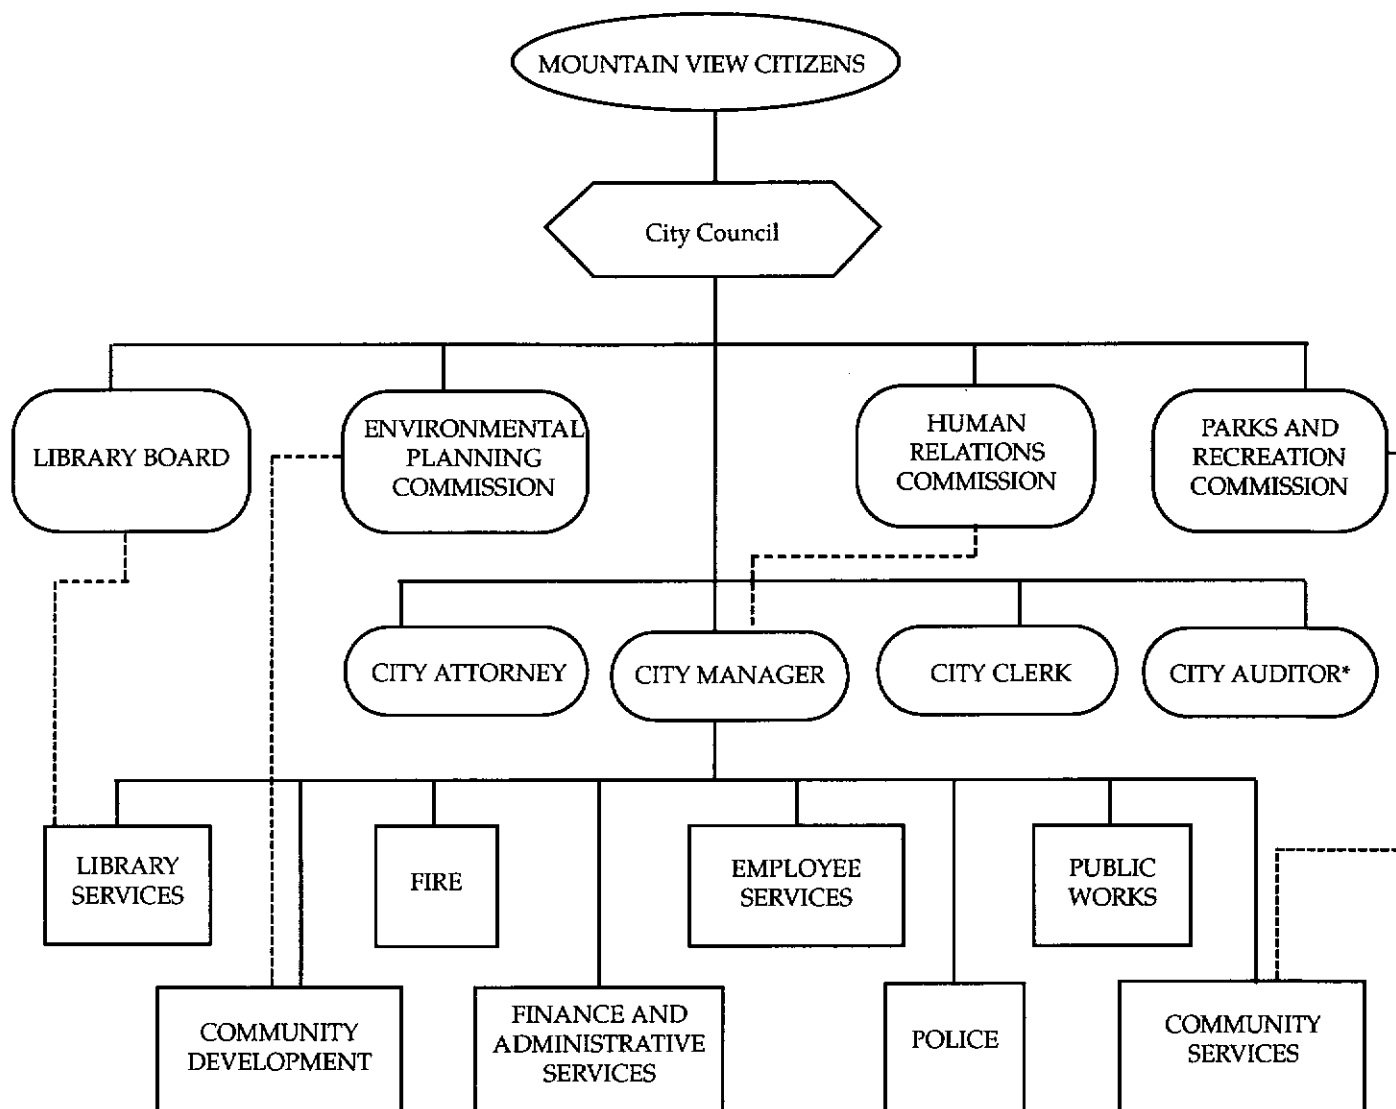 MOUNTAIN VIEW CITIZENS
City Council
LIBRARY BOARD
ENVIRONMENTAL
PLANNING
COMMISSION
HUMAN
RELATIONS
COMMISSION
PARKS AND
RECREATION
COMMISSION
CITY ATTORNEY
CITY MANAGER
CITY CLERK
CITY AUDITOR*
LIBRARY
SERVICES
FIRE
EMPLOYEE
SERVICES
PUBLIC
WORKS
COMMUNITY
DEVELOPMENT
FINANCE AND
ADMINISTRATIVE
SERVICES
POLICE
COMMUNITY
SERVICES